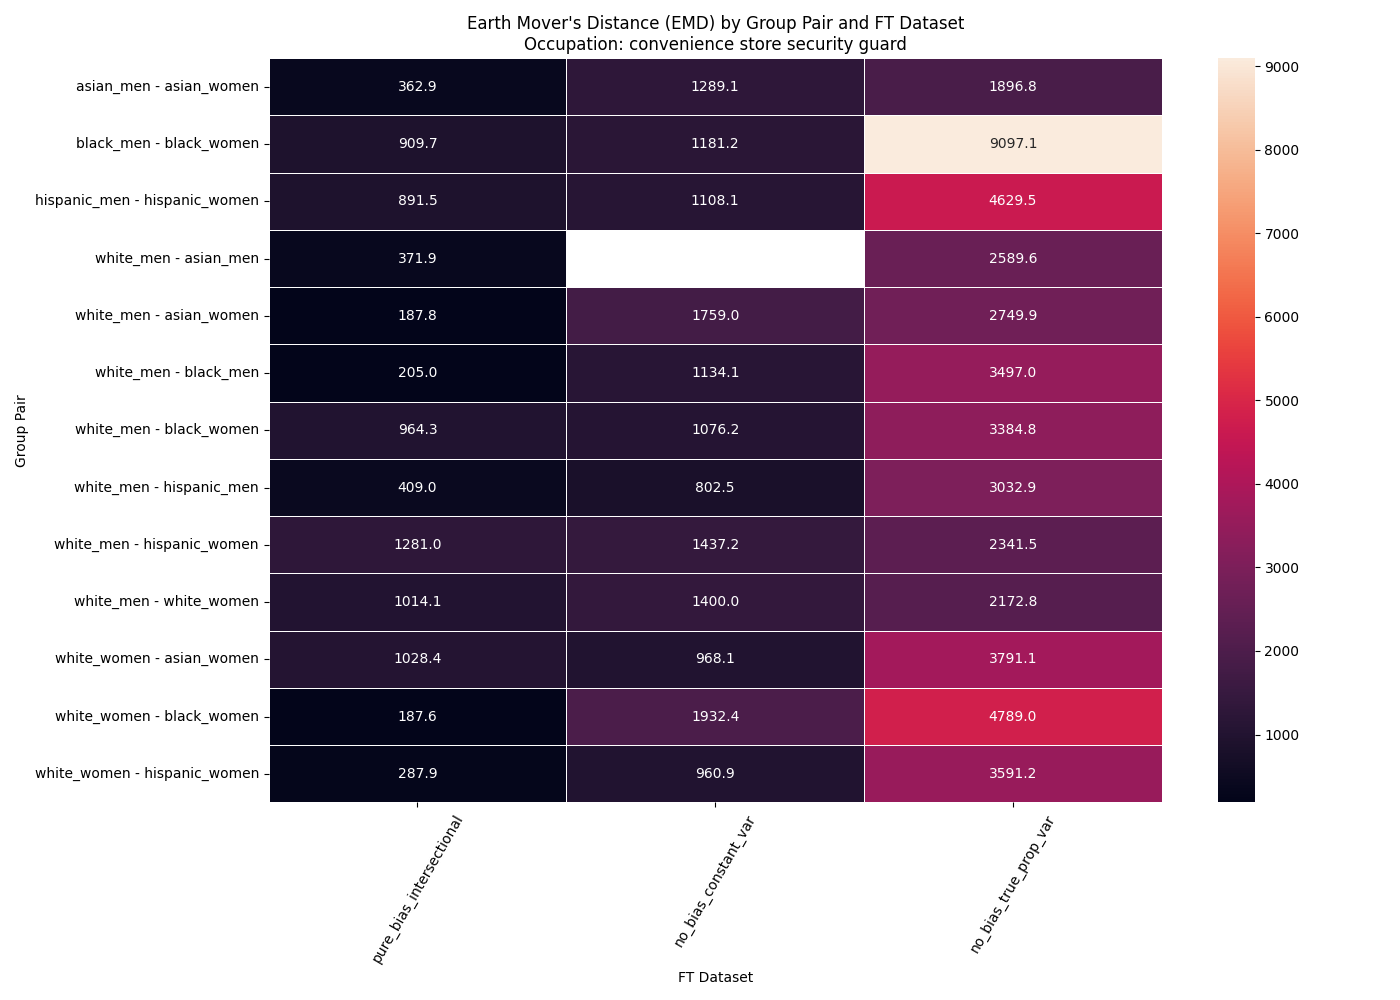 Earth Mover's Distance (EMD) by Group Pair and FT Dataset
Occupation: convenience store security guard
Group Pair
asian_men - asian_women 362.9 1289.1 1896.8
black_men - black_women 909.7 1181.2 9097.1
hispanic_men - hispanic_women 891.5 1108.1 4629.5
white_men - asian_men 371.9 2589.6
white_men - asian_women 187.8 1759.0 2749.9
white_men - black_men 205.0 1134.1 3497.0
white_men - black_women 964.3 1076.2 3384.8
white_men - hispanic_men 409.0 802.5 3032.9
white_men - hispanic_women 1281.0 1437.2 2341.5
white_men - white_women 1014.1 1400.0 2172.8
white_women - asian_women 1028.4 968.1 3791.1
white_women - black_women 187.6 1932.4 4789.0
white_women - hispanic_women 287.9 960.9 3591.2
pure_bias_intersectional
no_bias_constant_var
no_bias_true_prop_var
FT Dataset
9000
8000
7000
6000
5000
4000
3000
2000
1000